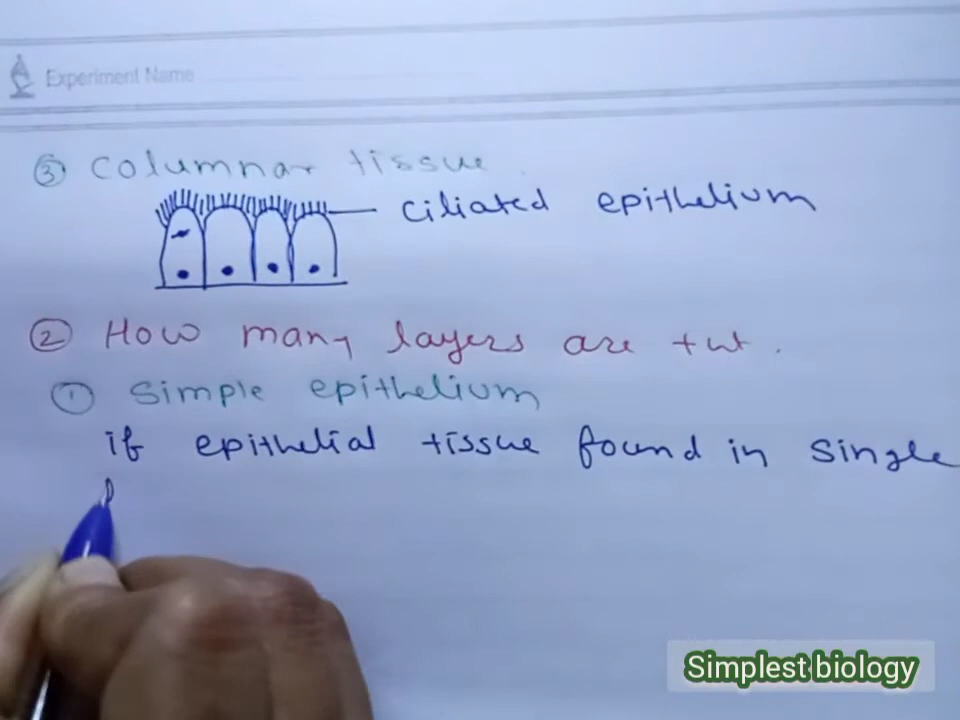 Experiment Name
③ columnar tissue.
ciliated epithelium
② How many layers are
① simple epithelium
if epithelial tissue found in single
Simplest biology